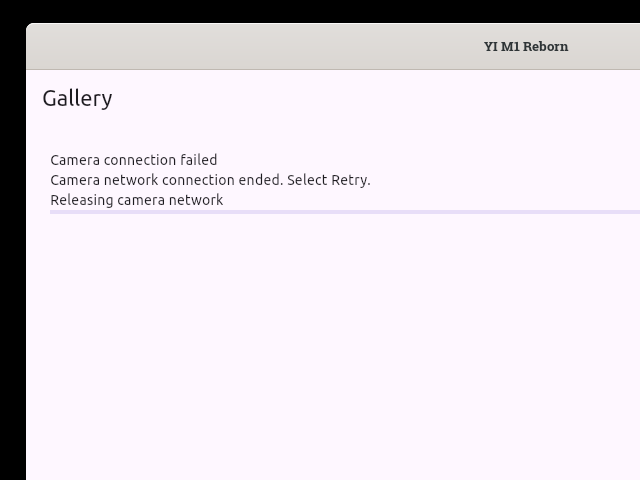 YI M1 Reborn
Gallery
Camera connection failed
Camera network connection ended. Select Retry.
Releasing camera network